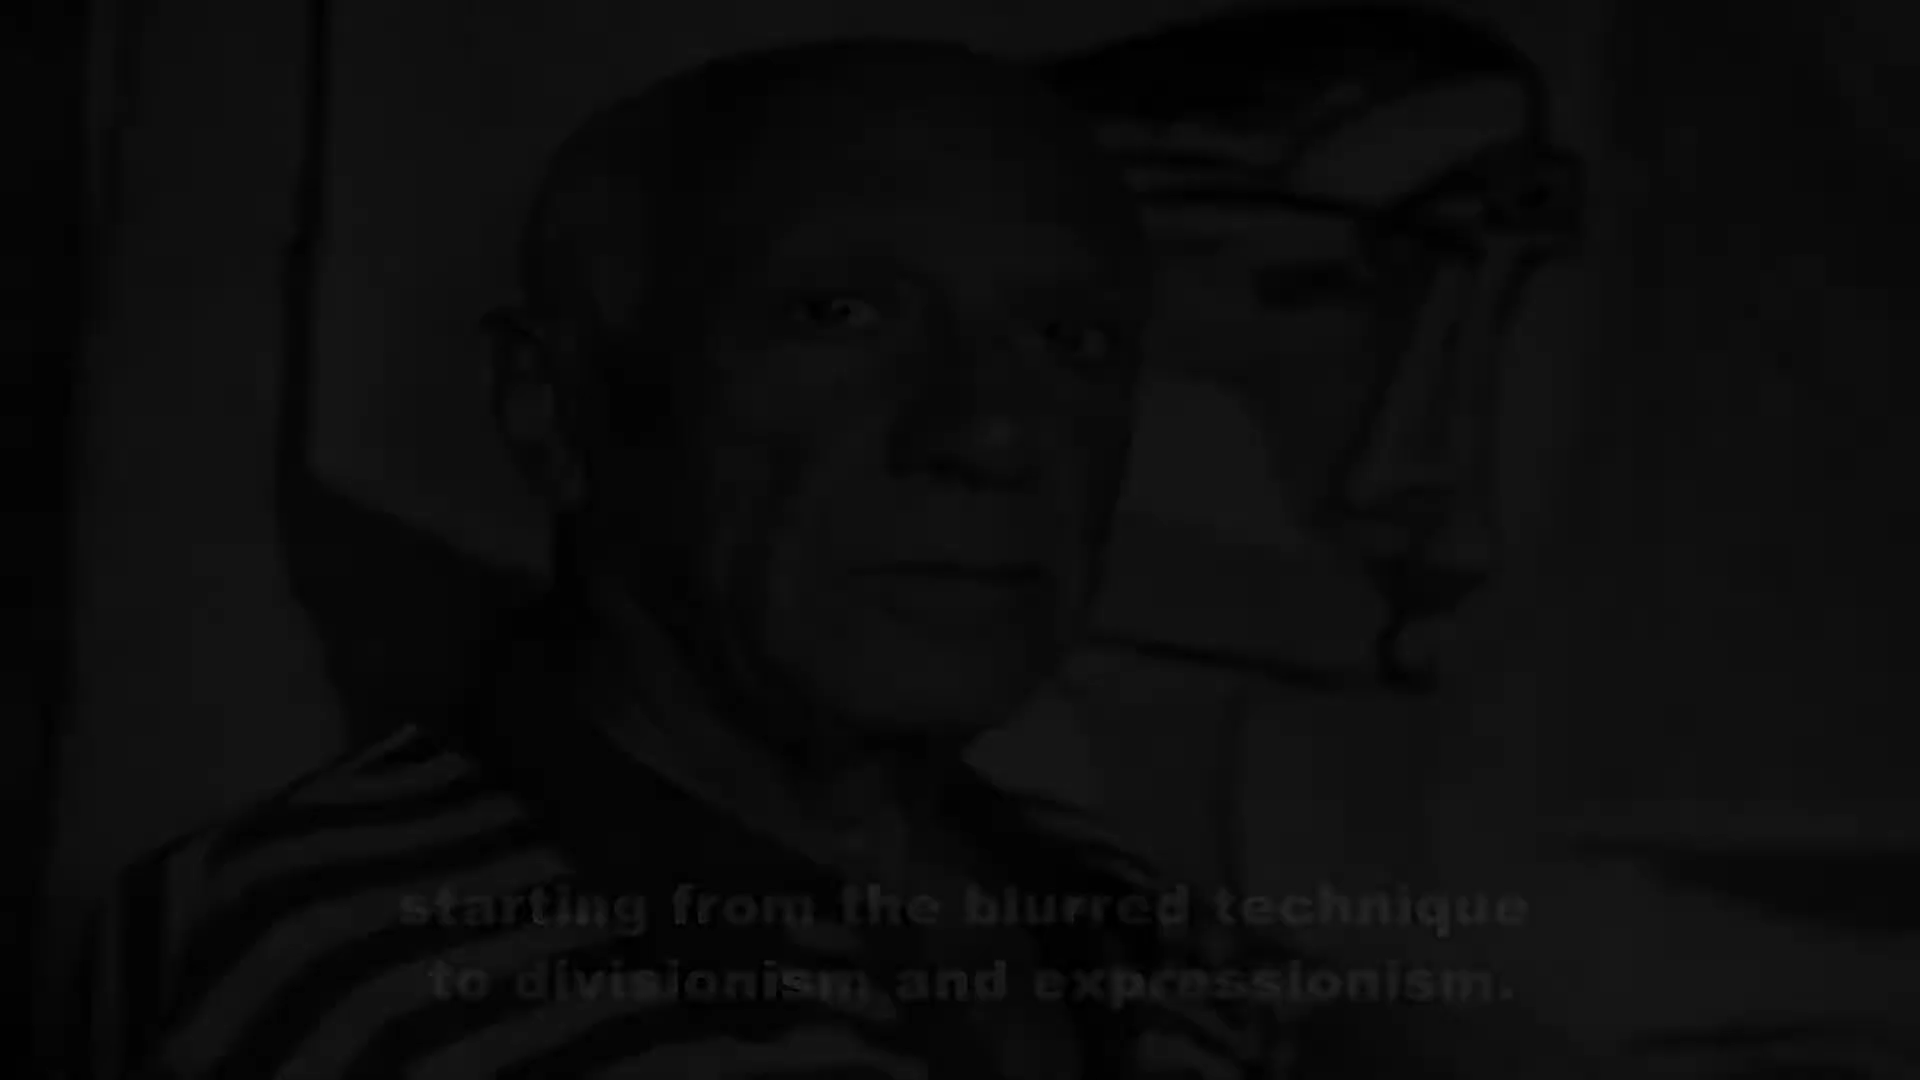 starting from the blurred technique
to divisionism and expressionism.